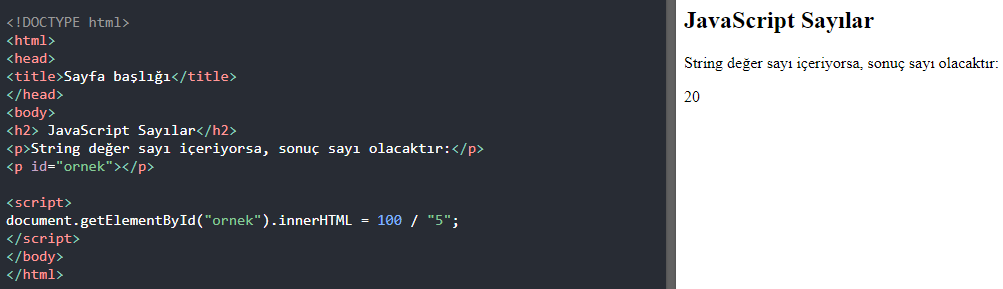 <!DOCTYPE html>
<html>
<head>
<title>Sayfa başlığı</title>
</head>
<body>
<h2> JavaScript Sayılar</h2>
<p>String değer sayı içeriyorsa, sonuç sayı olacaktır:</p>
<p id="ornek"></p>

<script>
document.getElementById("ornek").innerHTML = 100 / "5";
</script>
</body>
</html>
JavaScript Sayılar
String değer sayı içeriyorsa, sonuç sayı olacaktır:
20